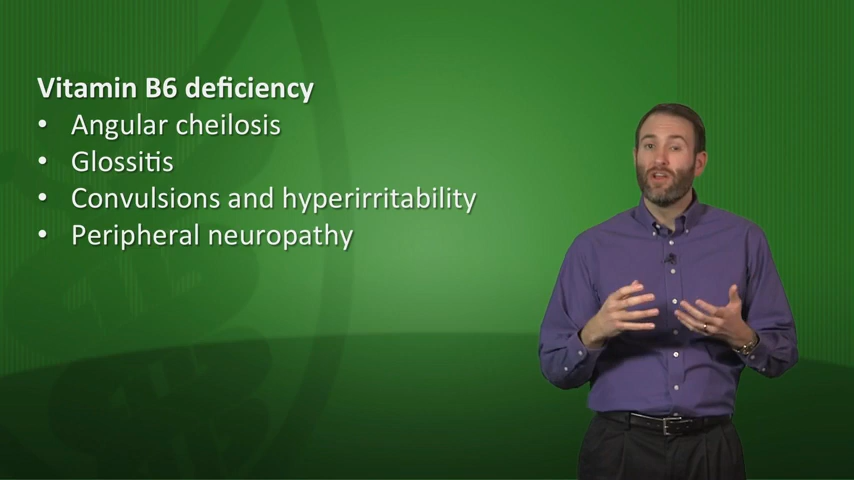 Vitamin B6 deficiency
• Angular cheilosis
• Glossitis
• Convulsions and hyperirritability
• Peripheral neuropathy